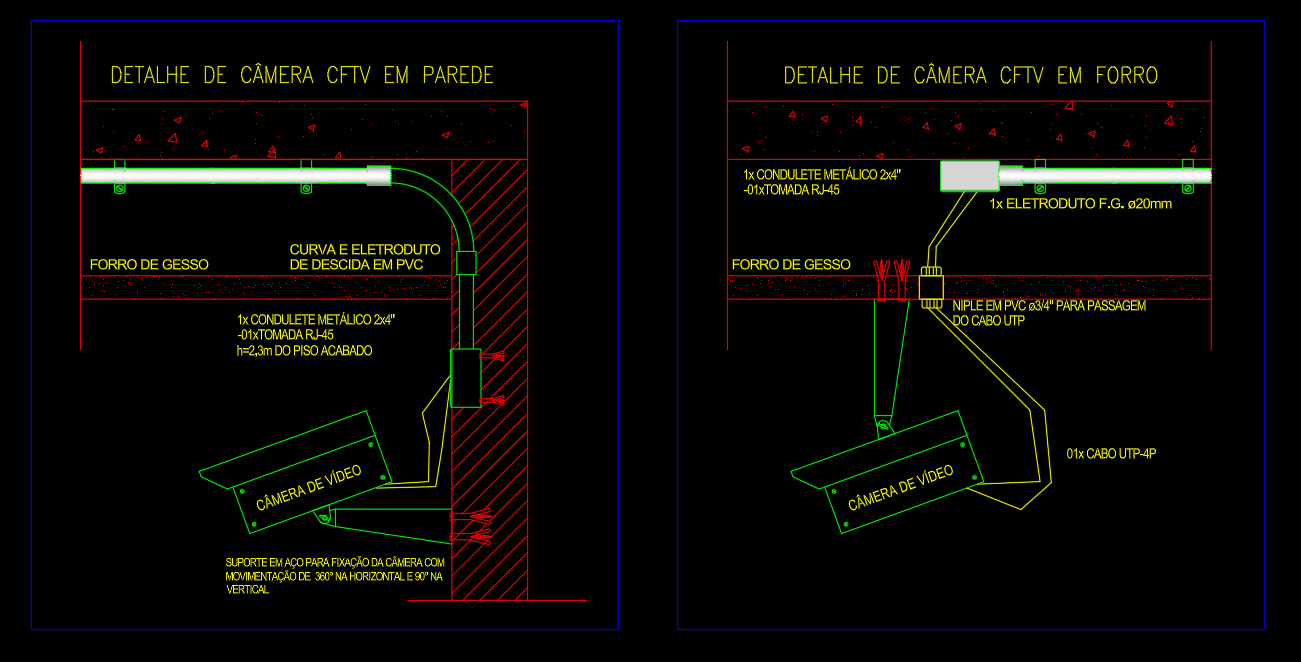 DETALHE DE CÂMERA CFTV EM PAREDE
FORRO DE GESSO
CURVA E ELETRODUTO
DE DESCIDA EM PVC
1x CONDULETE METÁLICO 2x4"
-01xTOMADA RJ-45
h=2,3m DO PISO ACABADO
CÂMERA DE VÍDEO
SUPORTE EM AÇO PARA FIXAÇÃO DA CÂMERA COM
MOVIMENTAÇÃO DE 360° NA HORIZONTAL E 90° NA
VERTICAL
DETALHE DE CÂMERA CFTV EM FORRO
1x CONDULETE METÁLICO 2x4"
-01xTOMADA RJ-45
1x ELETRODUTO F.G. ø20mm
FORRO DE GESSO
NIPLE EM PVC ø3/4" PARA PASSAGEM
DO CABO UTP
01x CABO UTP-4P
CÂMERA DE VÍDEO